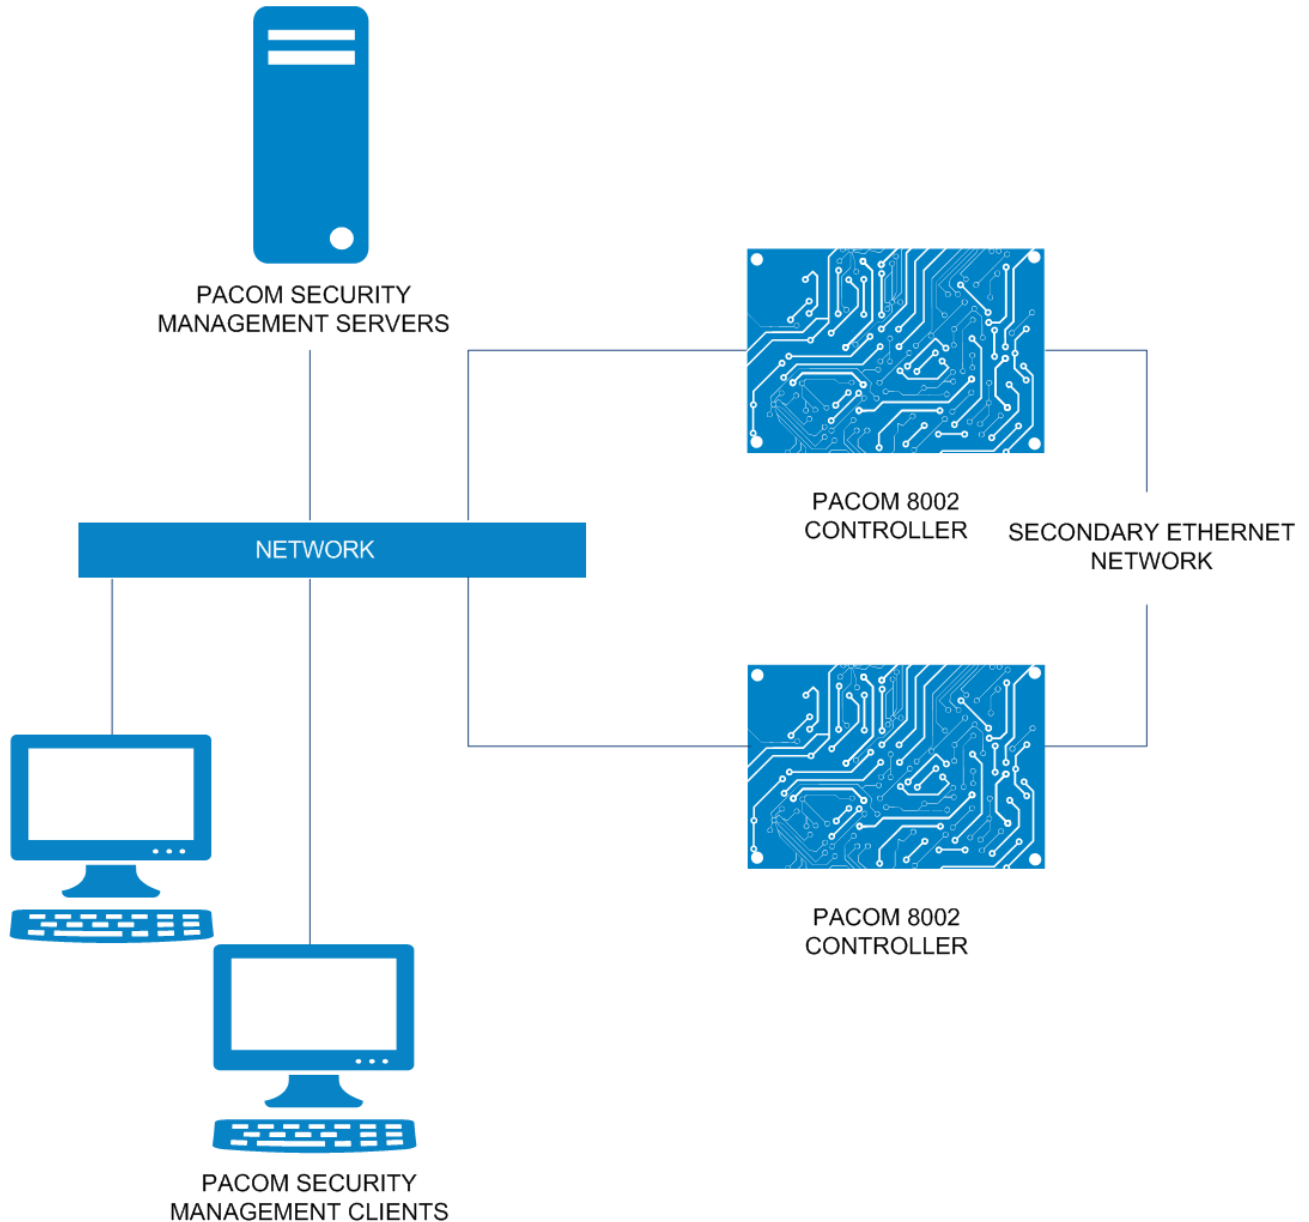 PACOM SECURITY
MANAGEMENT SERVERS
PACOM 8002
CONTROLLER
SECONDARY ETHERNET
NETWORK
NETWORK
PACOM 8002
CONTROLLER
PACOM SECURITY
MANAGEMENT CLIENTS